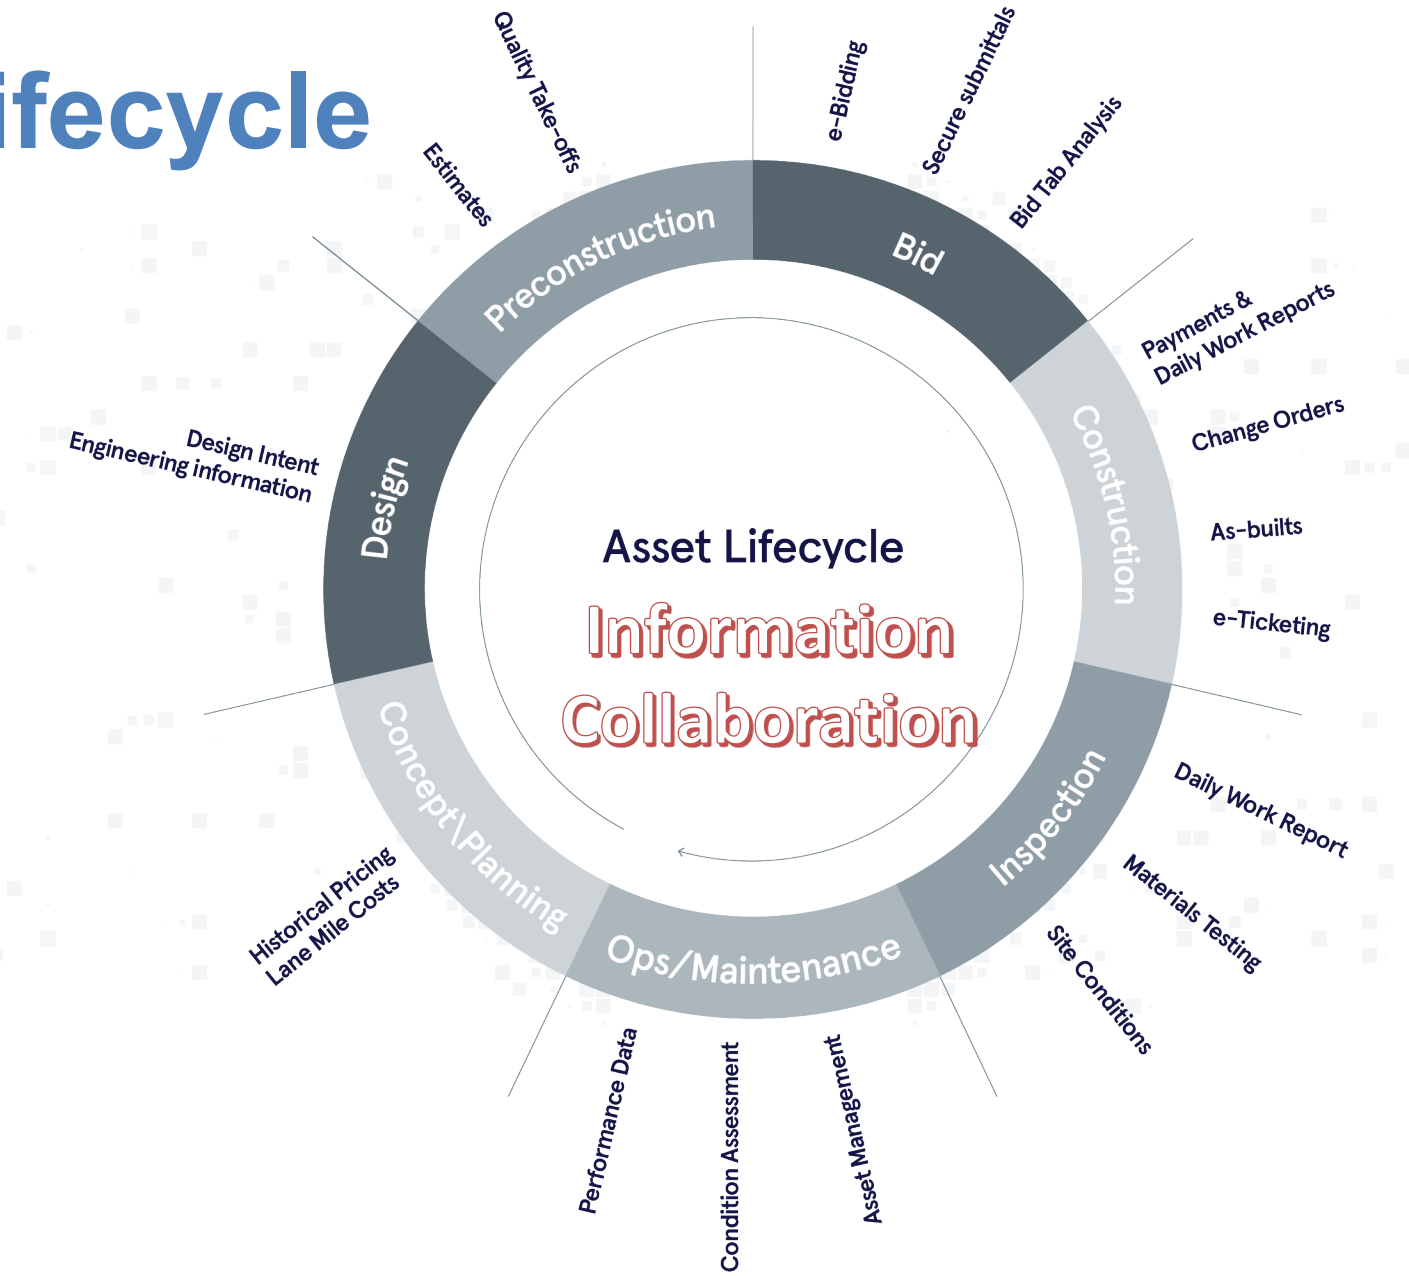 ifecycle
Quality Take-offs
Estimates
e-Bidding
Secure submittals
Bid Tab Analysis
Preconstruction
Bid
Payments &
Daily Work Reports
Change Orders
As-builts
e-Ticketing
Construction
Design Intent
Engineering information
Design
Asset Lifecycle
Information
Collaboration
Inspection
Daily Work Report
Materials Testing
Site Conditions
Concept\Planning
Historical Pricing
Lane Mile Costs
Ops/Maintenance
Performance Data
Condition Assessment
Asset Management